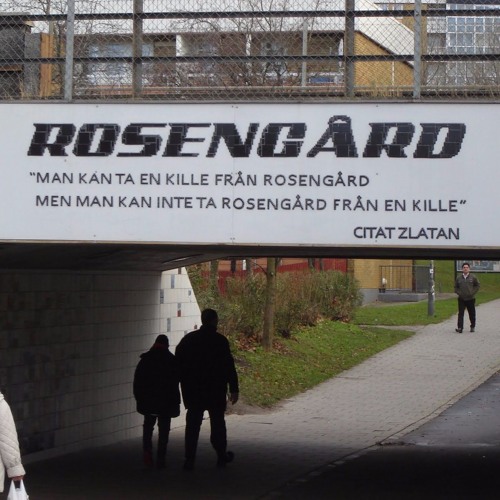 ROSENGÅRD
"MAN KAN TA EN KILLE FRÅN ROSENGÅRD
MEN MAN KAN INTE TA ROSENGÅRD FRÅN EN KILLE"
CITAT ZLATAN